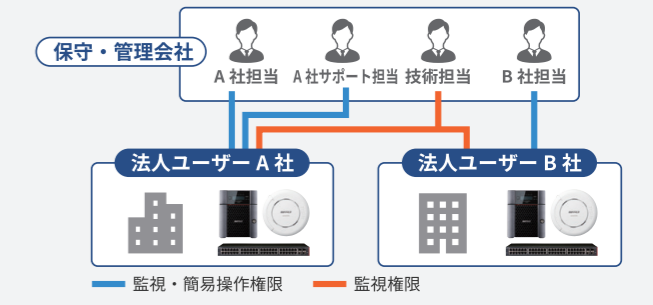 保守・管理会社
A 社担当
A 社サポート担当
技術担当
B 社担当
法人ユーザー A 社
法人ユーザー B 社
監視・簡易操作権限
監視権限